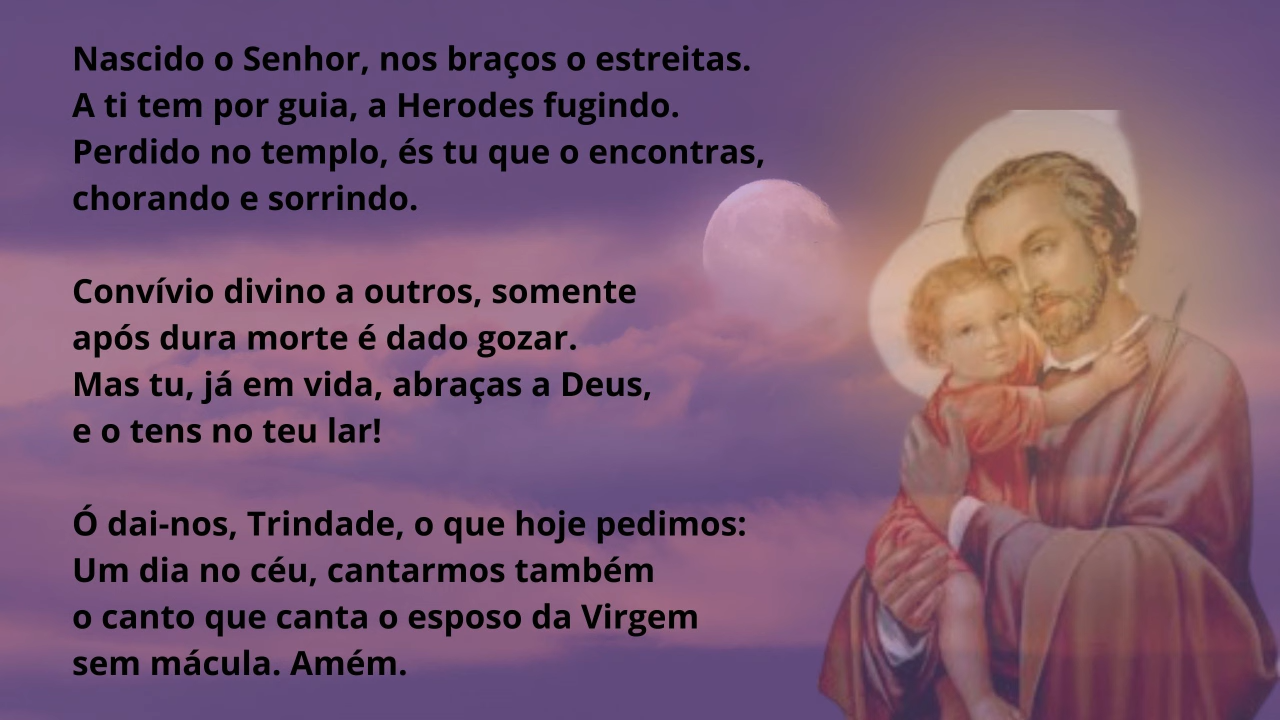 Nascido o Senhor, nos braços o estreitas.
A ti tem por guia, a Herodes fugindo.
Perdido no templo, és tu que o encontras,
chorando e sorrindo.
Convívio divino a outros, somente
após dura morte é dado gozar.
Mas tu, já em vida, abraças a Deus,
e o tens no teu lar!
Ó dai-nos, Trindade, o que hoje pedimos:
Um dia no céu, cantarmos também
o canto que canta o esposo da Virgem
sem mácula. Amém.